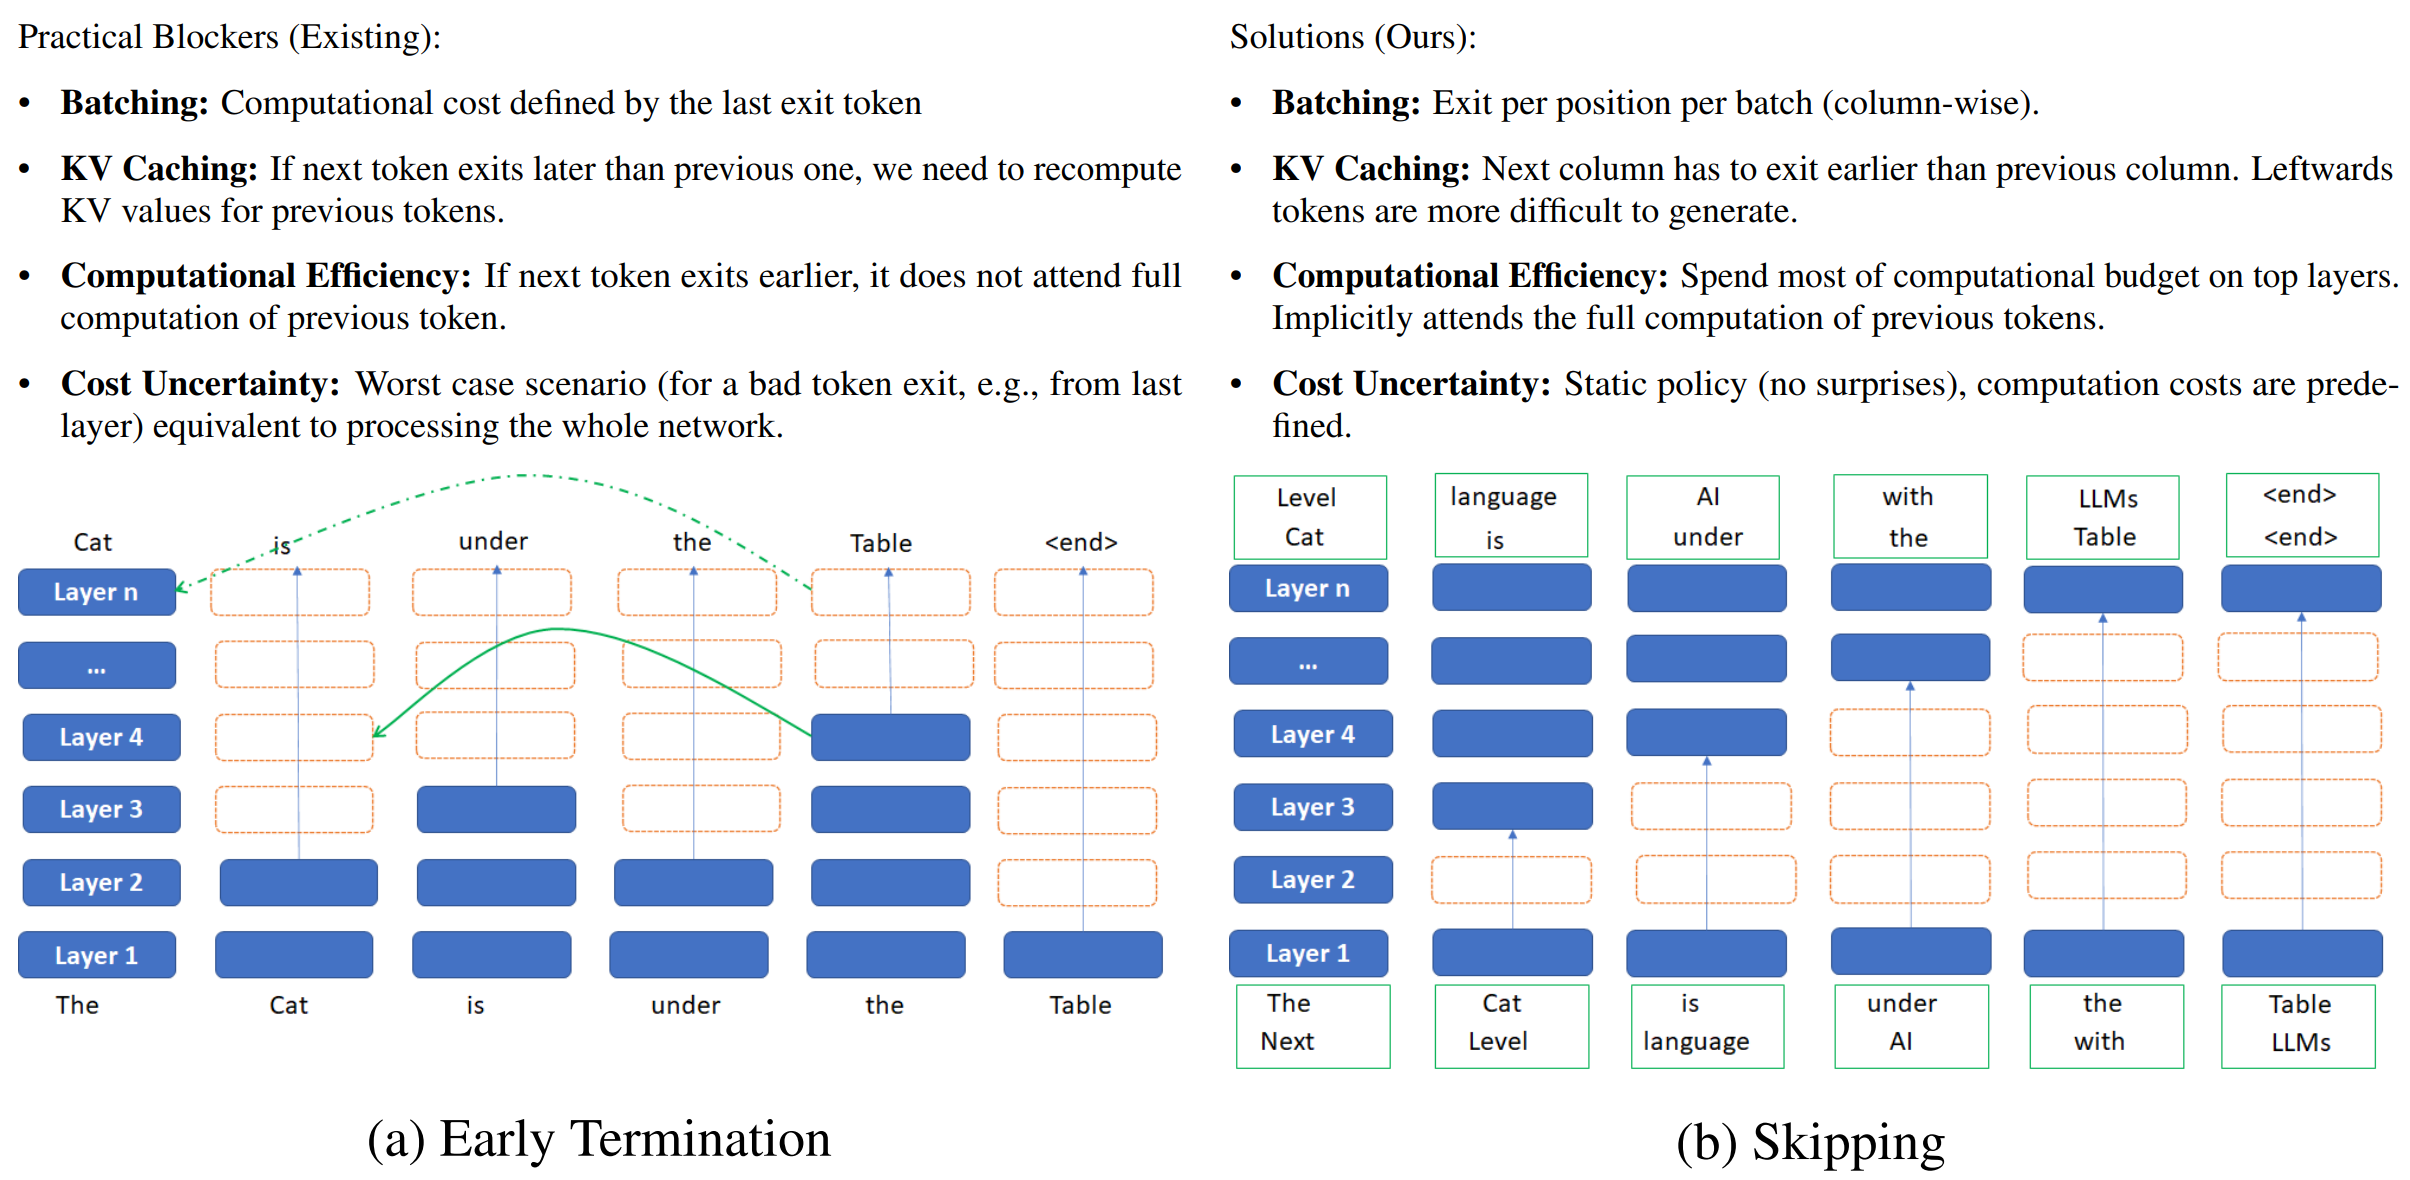 Practical Blockers (Existing):
• Batching: Computational cost defined by the last exit token
• KV Caching: If next token exits later than previous one, we need to recompute
KV values for previous tokens.
• Computational Efficiency: If next token exits earlier, it does not attend full
computation of previous token.
• Cost Uncertainty: Worst case scenario (for a bad token exit, e.g., from last
layer) equivalent to processing the whole network.
Cat is under the Table <end>
Layer n
...
Layer 4
Layer 3
Layer 2
Layer 1
The Cat is under the Table
(a) Early Termination
Solutions (Ours):
• Batching: Exit per position per batch (column-wise).
• KV Caching: Next column has to exit earlier than previous column. Leftwards
tokens are more difficult to generate.
• Computational Efficiency: Spend most of computational budget on top layers.
Implicitly attends the full computation of previous tokens.
• Cost Uncertainty: Static policy (no surprises), computation costs are prede-
fined.
Level language AI with LLMs <end>
Cat is under the Table <end>
Layer n
...
Layer 4
Layer 3
Layer 2
Layer 1
The Cat is under the Table
Next Level language AI with LLMs
(b) Skipping